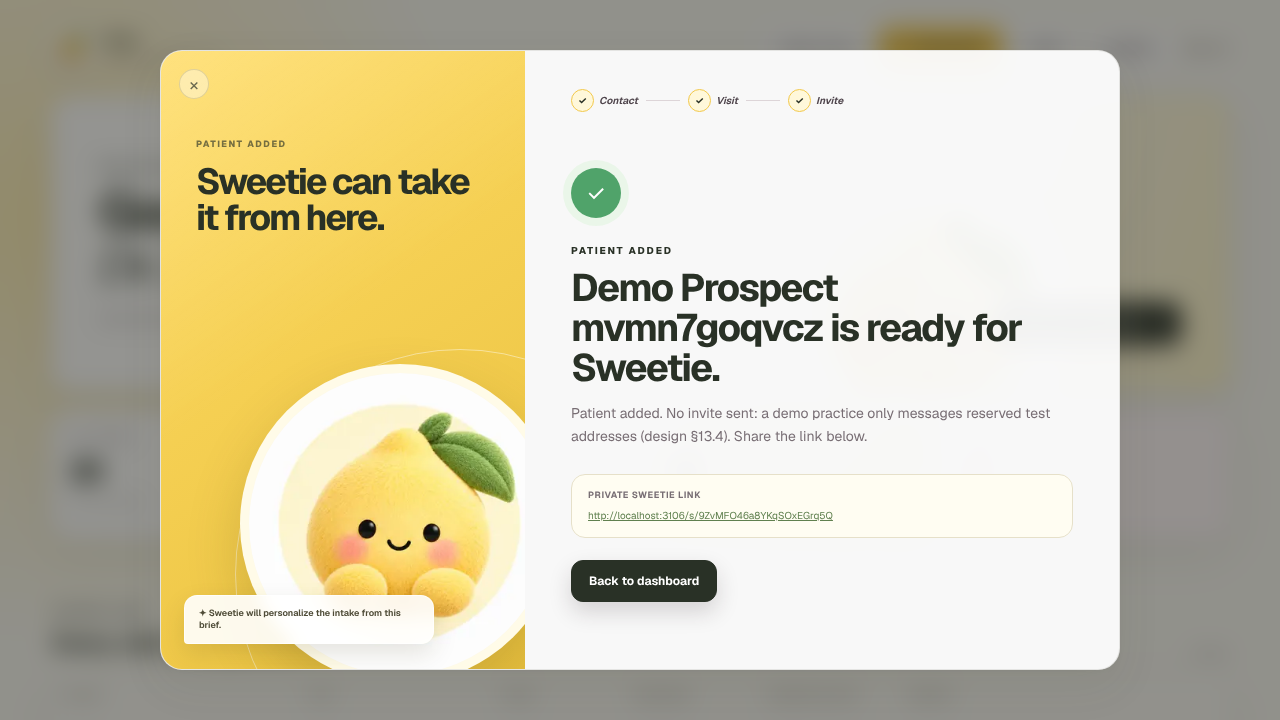 ×
PATIENT ADDED
Sweetie can take
it from here.
✦ Sweetie will personalize the intake from this
brief.
Contact
Visit
Invite
PATIENT ADDED
Demo Prospect
mvmn7goqvcz is ready for
Sweetie.
Patient added. No invite sent: a demo practice only messages reserved test
addresses (design §13.4). Share the link below.
PRIVATE SWEETIE LINK
http://localhost:3106/s/9ZvMFO46a8YKqSOxEGrq5Q
Back to dashboard